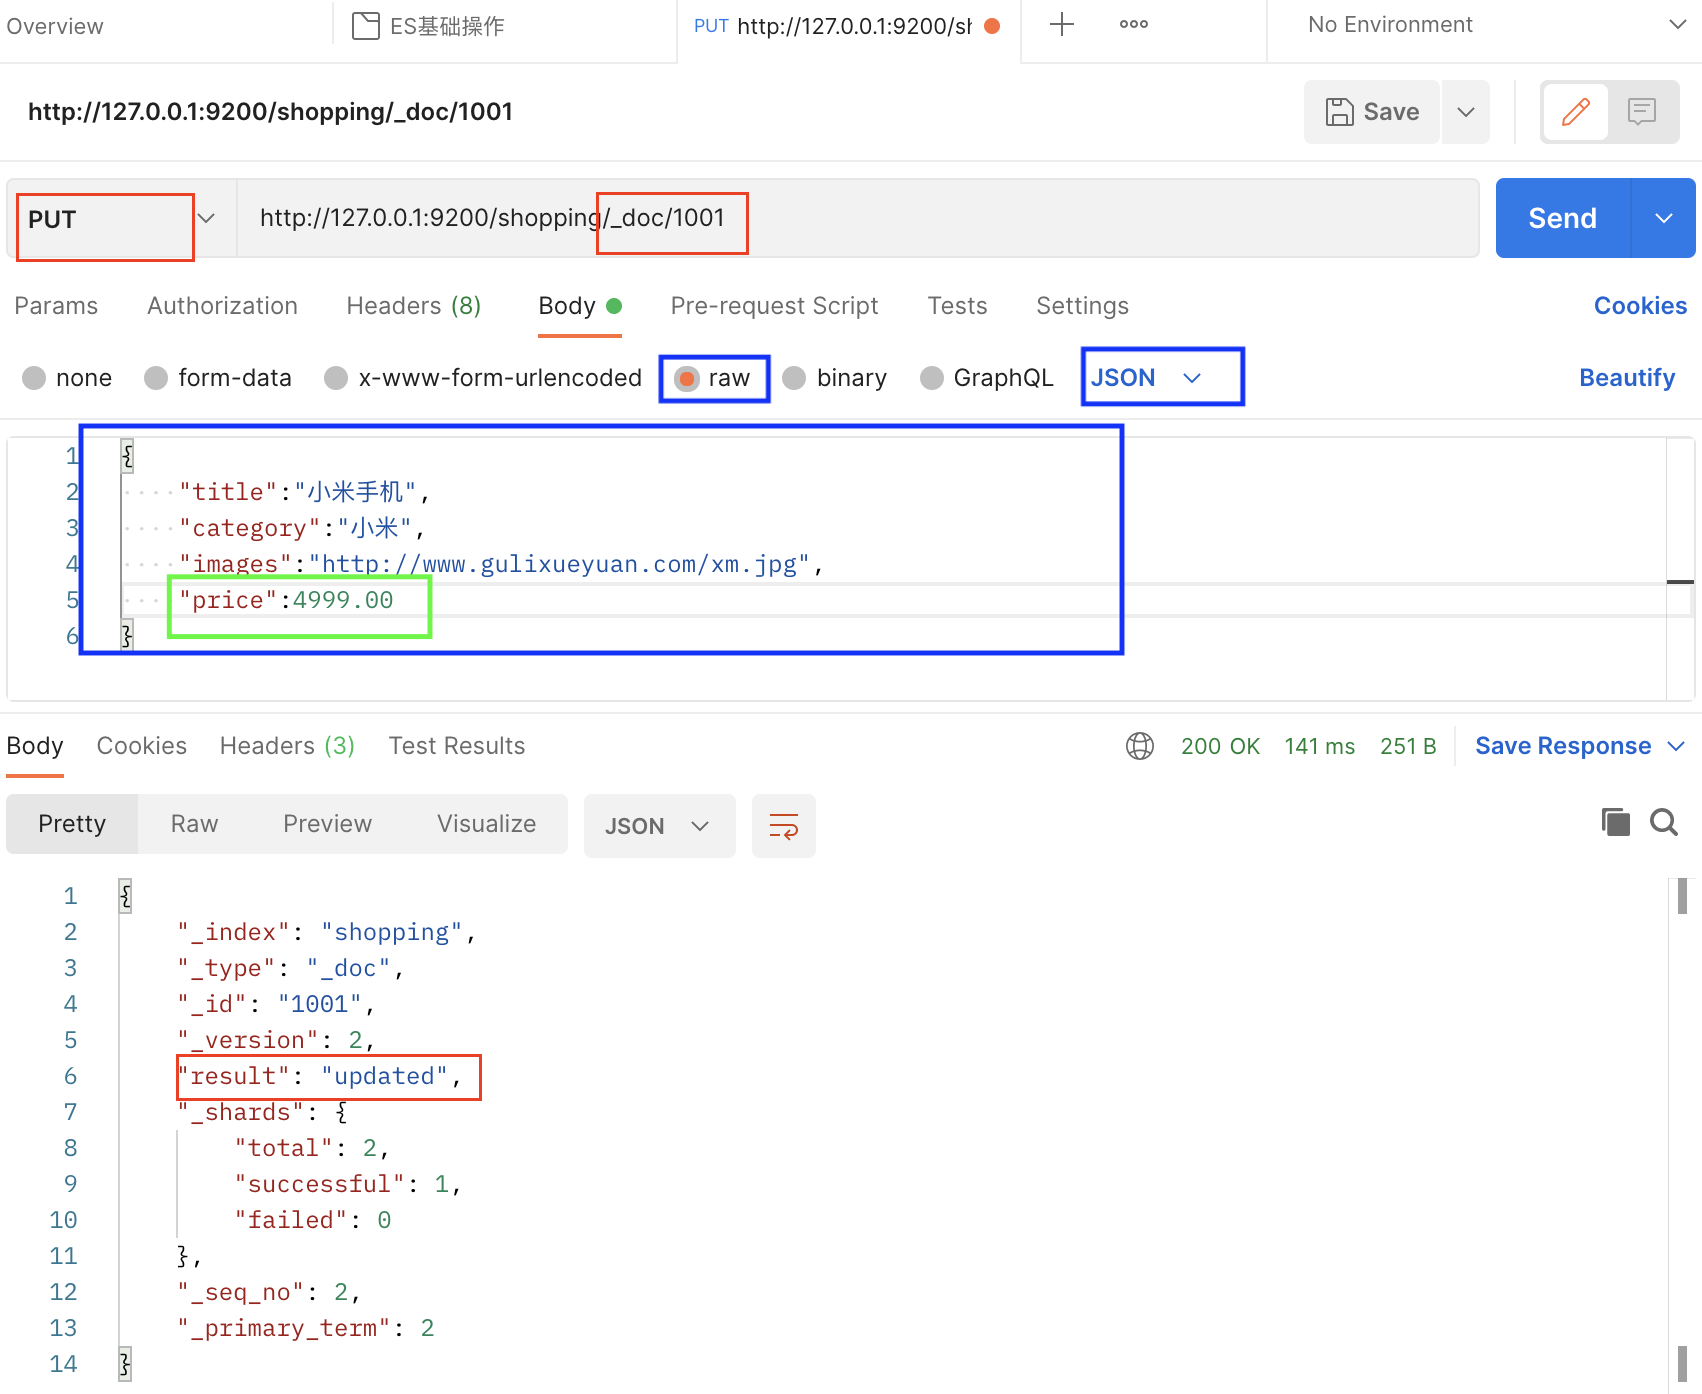 Overview
ES基础操作
PUT http://127.0.0.1:9200/sh
No Environment
http://127.0.0.1:9200/shopping/_doc/1001
Save
PUT
http://127.0.0.1:9200/shopping/_doc/1001
Send
Params Authorization Headers (8) Body Pre-request Script Tests Settings Cookies
none form-data x-www-form-urlencoded raw binary GraphQL JSON Beautify
1 {
2 "title":"小米手机",
3 "category":"小米",
4 "images":"http://www.gulixueyuan.com/xm.jpg",
5 "price":4999.00
6 }
Body Cookies Headers (3) Test Results 200 OK 141 ms 251 B Save Response
Pretty Raw Preview Visualize JSON
1 {
2 "_index": "shopping",
3 "_type": "_doc",
4 "_id": "1001",
5 "_version": 2,
6 "result": "updated",
7 "_shards": {
8 "total": 2,
9 "successful": 1,
10 "failed": 0
11 },
12 "_seq_no": 2,
13 "_primary_term": 2
14 }